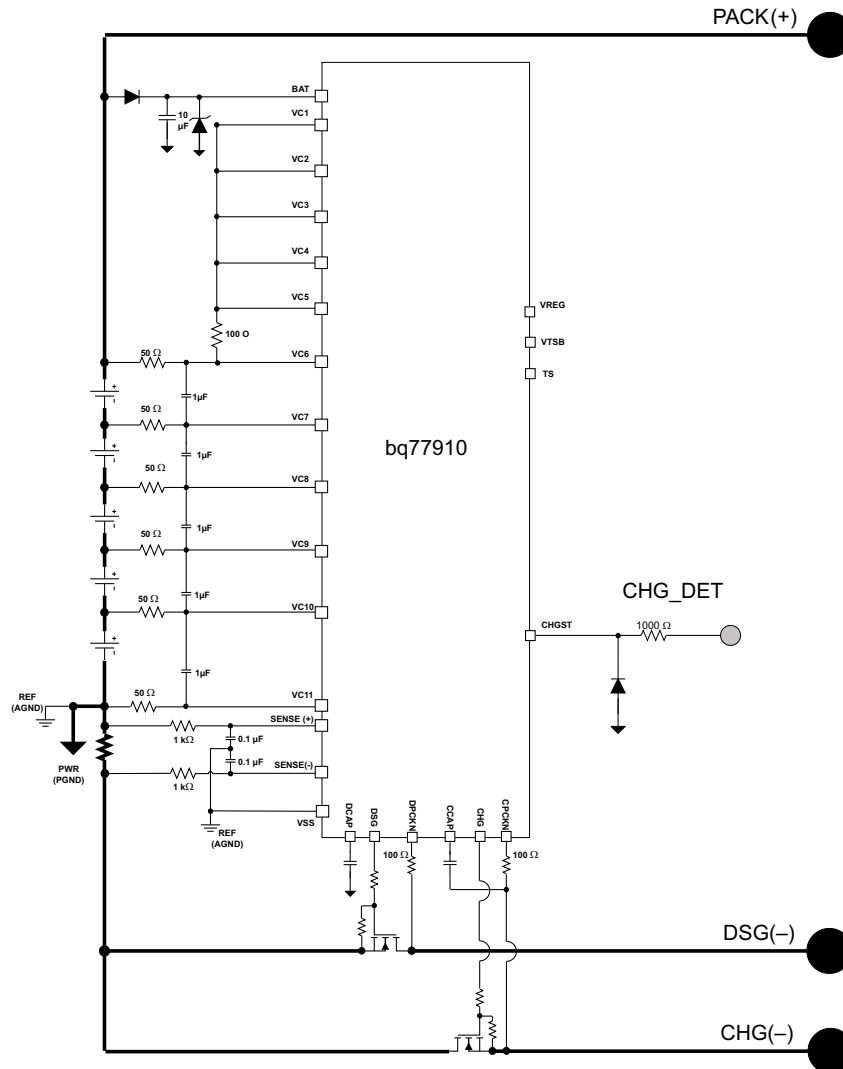 PACK(+)
BAT
10
µF
VC1
VC2
VC3
VC4
VC5
100 O
VREG
VTSB
TS
50 Ω
VC6
1µF
50 Ω
VC7
bq77910
1µF
50 Ω
VC8
1µF
50 Ω
VC9
1µF
50 Ω
VC10
CHG_DET
CHGST
1000 Ω
1µF
50 Ω
VC11
REF
(AGND)
SENSE (+)
1 kΩ
0.1 µF
0.1 µF
SENSE(-)
PWR
(PGND)
1 kΩ
VSS
REF
(AGND)
DCAP
DSG
DPCKN
CCAP
CHG
CPCKN
100 Ω
100 Ω
DSG(–)
CHG(–)
+
-
+
-
+
-
+
-
+
-